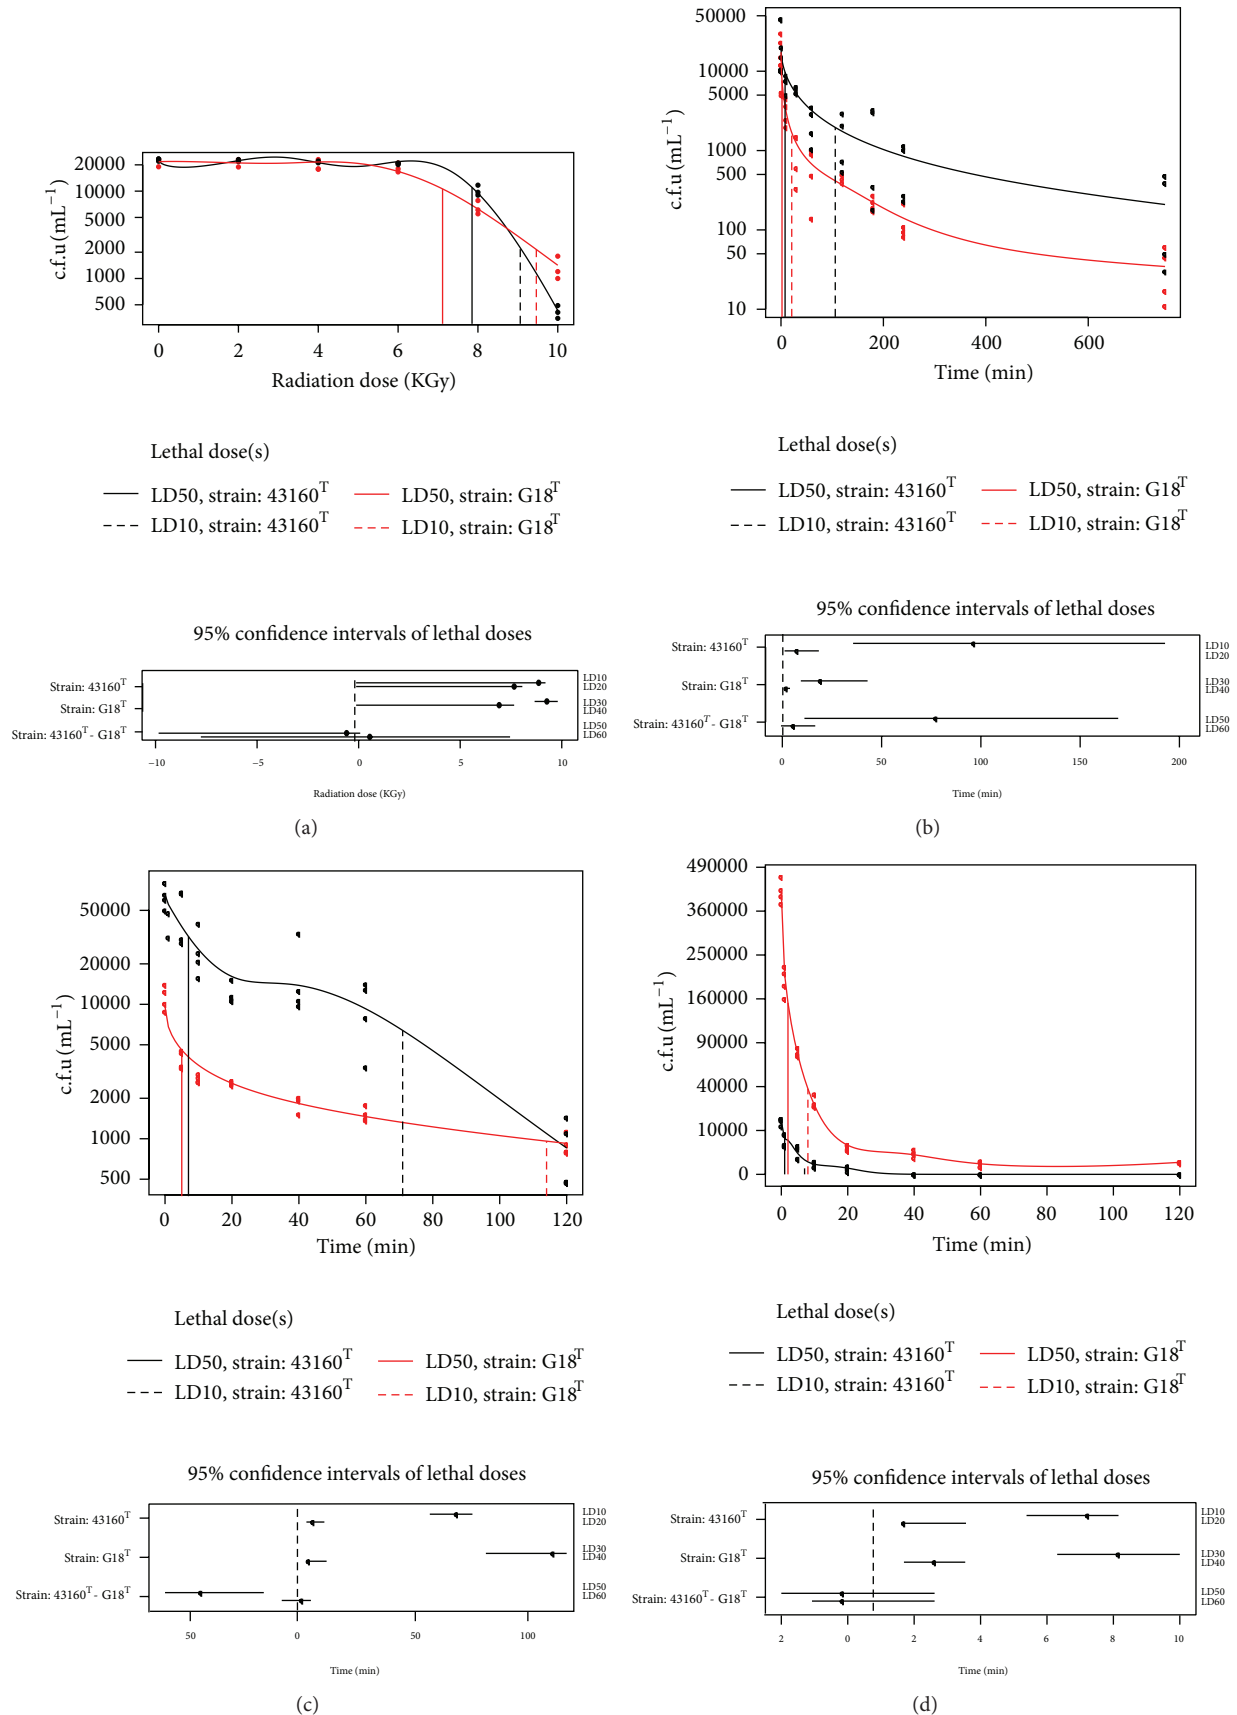 20000
10000
5000
2000
1000
500
c.f.u (mL⁻¹)
0 2 4 6 8 10
Radiation dose (KGy)
Lethal dose(s)
LD50, strain: 43160ᵀ LD50, strain: G18ᵀ
LD10, strain: 43160ᵀ LD10, strain: G18ᵀ
95% confidence intervals of lethal doses
Strain: 43160ᵀ
Strain: G18ᵀ
Strain: 43160ᵀ - G18ᵀ
LD10
LD20
LD30
LD40
LD50
LD60
−10 −5 0 5 10
Radiation dose (KGy)
(a)
50000
10000
5000
1000
500
100
50
10
c.f.u (mL⁻¹)
0 200 400 600
Time (min)
Lethal dose(s)
LD50, strain: 43160ᵀ LD50, strain: G18ᵀ
LD10, strain: 43160ᵀ LD10, strain: G18ᵀ
95% confidence intervals of lethal doses
Strain: 43160ᵀ
Strain: G18ᵀ
Strain: 43160ᵀ - G18ᵀ
LD10
LD20
LD30
LD40
LD50
LD60
0 50 100 150 200
Time (min)
(b)
50000
20000
10000
5000
2000
1000
500
c.f.u (mL⁻¹)
0 20 40 60 80 100 120
Time (min)
Lethal dose(s)
LD50, strain: 43160ᵀ LD50, strain: G18ᵀ
LD10, strain: 43160ᵀ LD10, strain: G18ᵀ
95% confidence intervals of lethal doses
Strain: 43160ᵀ
Strain: G18ᵀ
Strain: 43160ᵀ - G18ᵀ
LD10
LD20
LD30
LD40
LD50
LD60
50 0 50 100
Time (min)
(c)
490000
360000
250000
160000
90000
40000
10000
0
c.f.u (mL⁻¹)
0 20 40 60 80 100 120
Time (min)
Lethal dose(s)
LD50, strain: 43160ᵀ LD50, strain: G18ᵀ
LD10, strain: 43160ᵀ LD10, strain: G18ᵀ
95% confidence intervals of lethal doses
Strain: 43160ᵀ
Strain: G18ᵀ
Strain: 43160ᵀ - G18ᵀ
LD10
LD20
LD30
LD40
LD50
LD60
2 0 2 4 6 8 10
Time (min)
(d)